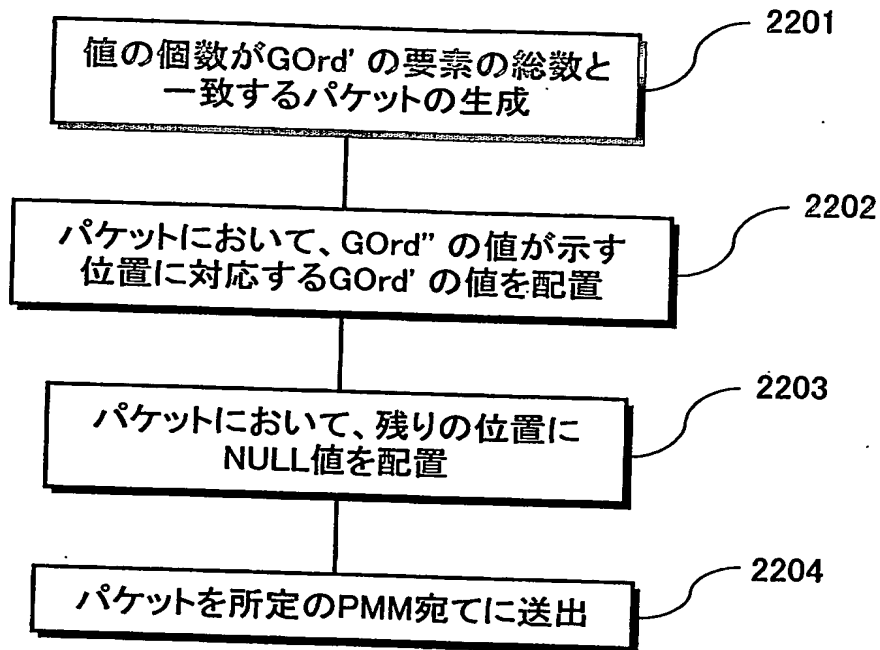 2201
値の個数がGOrd' の要素の総数と
一致するパケットの生成
2202
パケットにおいて、GOrd'' の値が示す
位置に対応するGOrd' の値を配置
2203
パケットにおいて、残りの位置に
NULL値を配置
2204
パケットを所定のPMM宛てに送出